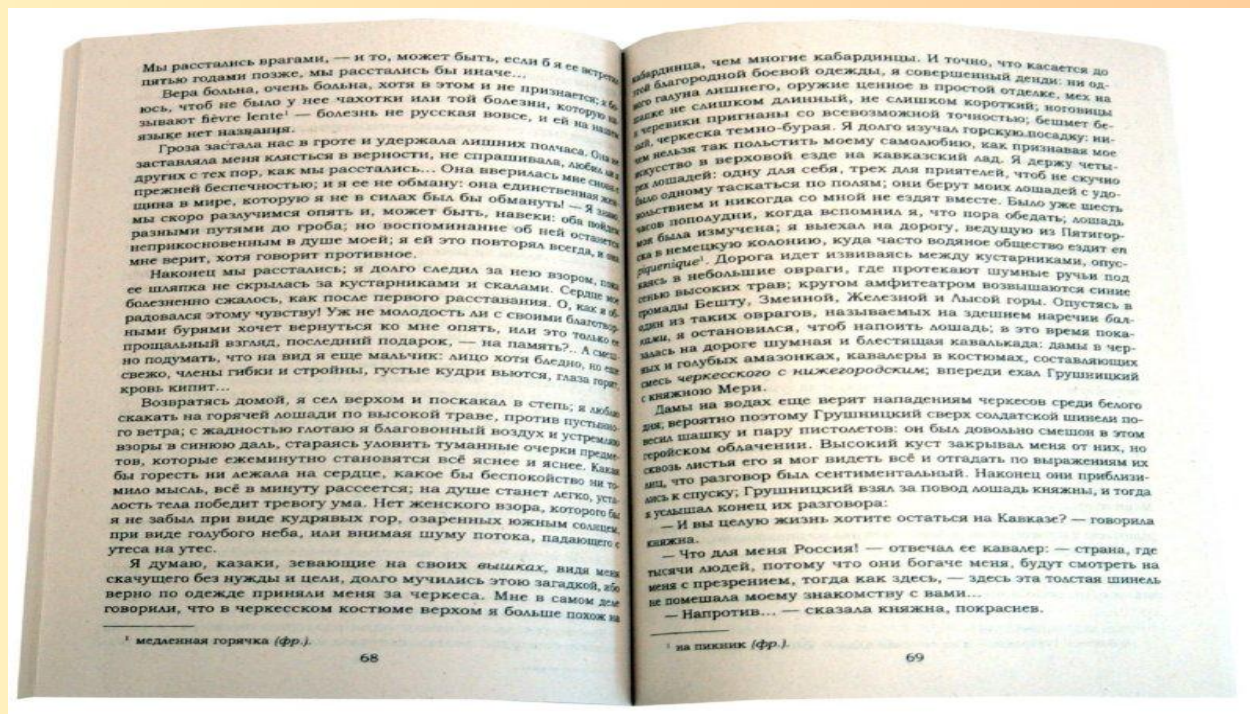 Мы расстались врагами, — и то, может быть, если б я ее встретил
пятью годами позже, мы расстались бы иначе...
Вера больна, очень больна, хотя в этом и не признается; я бо-
юсь, чтоб не было у нее чахотки или той болезни, которую на-
зывают fièvre lente¹ — болезнь не русская вовсе, и ей на нашем
языке нет названия.
Гроза застала нас в гроте и удержала лишних полчаса. Она не
заставляла меня клясться в верности, не спрашивала, любил ли я
других с тех пор, как мы расстались... Она вверилась мне снова с
прежней беспечностью; и я ее не обману: она единственная жен-
щина в мире, которую я не в силах был бы обмануть! — Я знаю,
мы скоро разлучимся опять и, может быть, навеки: оба пойдем
разными путями до гроба; но воспоминание об ней останется
неприкосновенным в душе моей; я ей это повторял всегда, и она
мне верит, хотя говорит противное.
Наконец мы расстались; я долго следил за нею взором, пока
ее шляпка не скрылась за кустарниками и скалами. Сердце мое
болезненно сжалось, как после первого расставания. О, как я об-
радовался этому чувству! Уж не молодость ли с своими благотвор-
ными бурями хочет вернуться ко мне опять, или это только ее
прощальный взгляд, последний подарок, — на память?.. А смеш-
но подумать, что на вид я еще мальчик: лицо хотя бледно, но еще
свежо, члены гибки и стройны, густые кудри вьются, глаза горят,
кровь кипит...
Возвратясь домой, я сел верхом и поскакал в степь; я люблю
скакать на горячей лошади по высокой траве, против пустынно-
го ветра; с жадностью глотаю я благовонный воздух и устремляю
взоры в синюю даль, стараясь уловить туманные очерки предме-
тов, которые ежеминутно становятся всё яснее и яснее. Какая
бы горесть ни лежала на сердце, какое бы беспокойство ни то-
мило мысль, всё в минуту рассеется; на душе станет легко, уста-
лость тела победит тревогу ума. Нет женского взора, которого бы
я не забыл при виде кудрявых гор, озаренных южным солнцем,
при виде голубого неба, или внимая шуму потока, падающего с
утеса на утес.
Я думаю, казаки, зевающие на своих вышках, видя меня
скачущего без нужды и цели, долго мучились этою загадкой, ибо
верно по одежде приняли меня за черкеса. Мне в самом деле
говорили, что в черкесском костюме верхом я больше похож на
¹ медленная горячка (фр.).
68
кабардинца, чем многие кабардинцы. И точно, что касается до
этой благородной боевой одежды, я совершенный денди: ни од-
ного галуна лишнего, оружие ценное в простой отделке, мех на
шапке не слишком длинный, не слишком короткий; ноговицы
и черевики пригнаны со всевозможной точностью; бешмет бе-
лый, черкеска темно-бурая. Я долго изучал горскую посадку: ни-
чем нельзя так польстить моему самолюбию, как признавая мое
искусство в верховой езде на кавказский лад. Я держу четы-
рех лошадей: одну для себя, трех для приятелей, чтоб не скучно
было одному таскаться по полям; они берут моих лошадей с удо-
вольствием и никогда со мной не ездят вместе. Было уже шесть
часов пополудни, когда вспомнил я, что пора обедать; лошадь
моя была измучена; я выехал на дорогу, ведущую из Пятигор-
ска в немецкую колонию, куда часто водяное общество ездит en
piquenique¹. Дорога идет извиваясь между кустарниками, опус-
каясь в небольшие овраги, где протекают шумные ручьи под
сенью высоких трав; кругом амфитеатром возвышаются синие
громады Бешту, Змеиной, Железной и Лысой горы. Опустясь в
один из таких оврагов, называемых на здешнем наречии бал-
ками, я остановился, чтоб напоить лошадь; в это время пока-
залась на дороге шумная и блестящая кавалькада: дамы в чер-
ных и голубых амазонках, кавалеры в костюмах, составляющих
смесь черкесского с нижегородским; впереди ехал Грушницкий
с княжною Мери.
Дамы на водах еще верят нападениям черкесов среди белого
дня; вероятно поэтому Грушницкий сверх солдатской шинели по-
весил шашку и пару пистолетов: он был довольно смешон в этом
геройском облачении. Высокий куст закрывал меня от них, но
сквозь листья его я мог видеть всё и отгадать по выражениям их
лиц, что разговор был сентиментальный. Наконец они приблизи-
лись к спуску; Грушницкий взял за повод лошадь княжны, и тогда
я услышал конец их разговора:
— И вы целую жизнь хотите остаться на Кавказе? — говорила
княжна.
— Что для меня Россия! — отвечал ее кавалер: — страна, где
тысячи людей, потому что они богаче меня, будут смотреть на
меня с презрением, тогда как здесь, — здесь эта толстая шинель
не помешала моему знакомству с вами...
— Напротив... — сказала княжна, покраснев.
¹ на пикник (фр.).
69